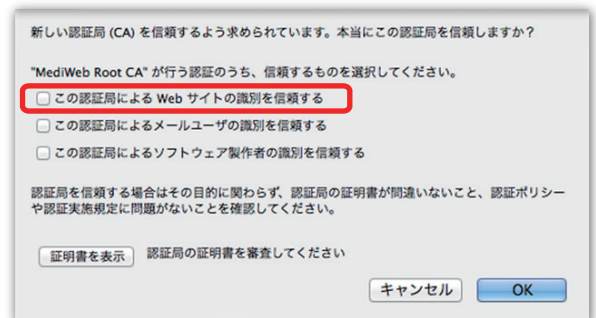 新しい認証局 (CA) を信頼するよう求められています。本当にこの認証局を信頼しますか？
"MediWeb Root CA" が行う認証のうち、信頼するものを選択してください。
この認証局による Web サイトの識別を信頼する
この認証局によるメールユーザの識別を信頼する
この認証局によるソフトウェア製作者の識別を信頼する
認証局を信頼する場合はその目的に関わらず、認証局の証明書が間違いないこと、認証ポリシー
や認証実施規定に問題がないことを確認してください。
証明書を表示 認証局の証明書を審査してください
キャンセル OK